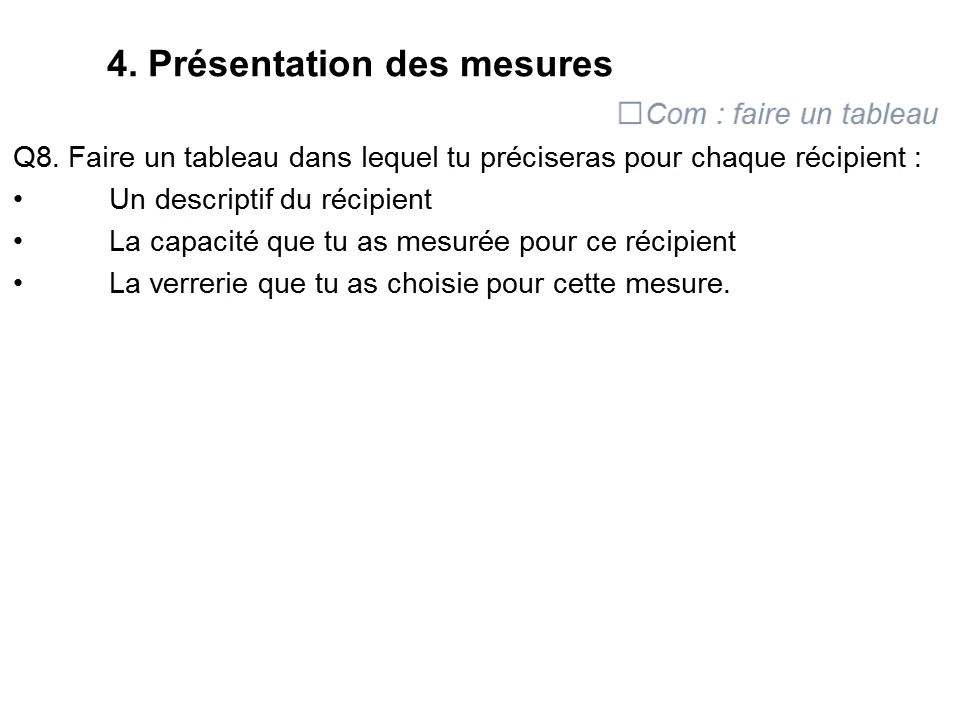 4. Présentation des mesures
☐Com : faire un tableau
Q8. Faire un tableau dans lequel tu préciseras pour chaque récipient :
• Un descriptif du récipient
• La capacité que tu as mesurée pour ce récipient
• La verrerie que tu as choisie pour cette mesure.